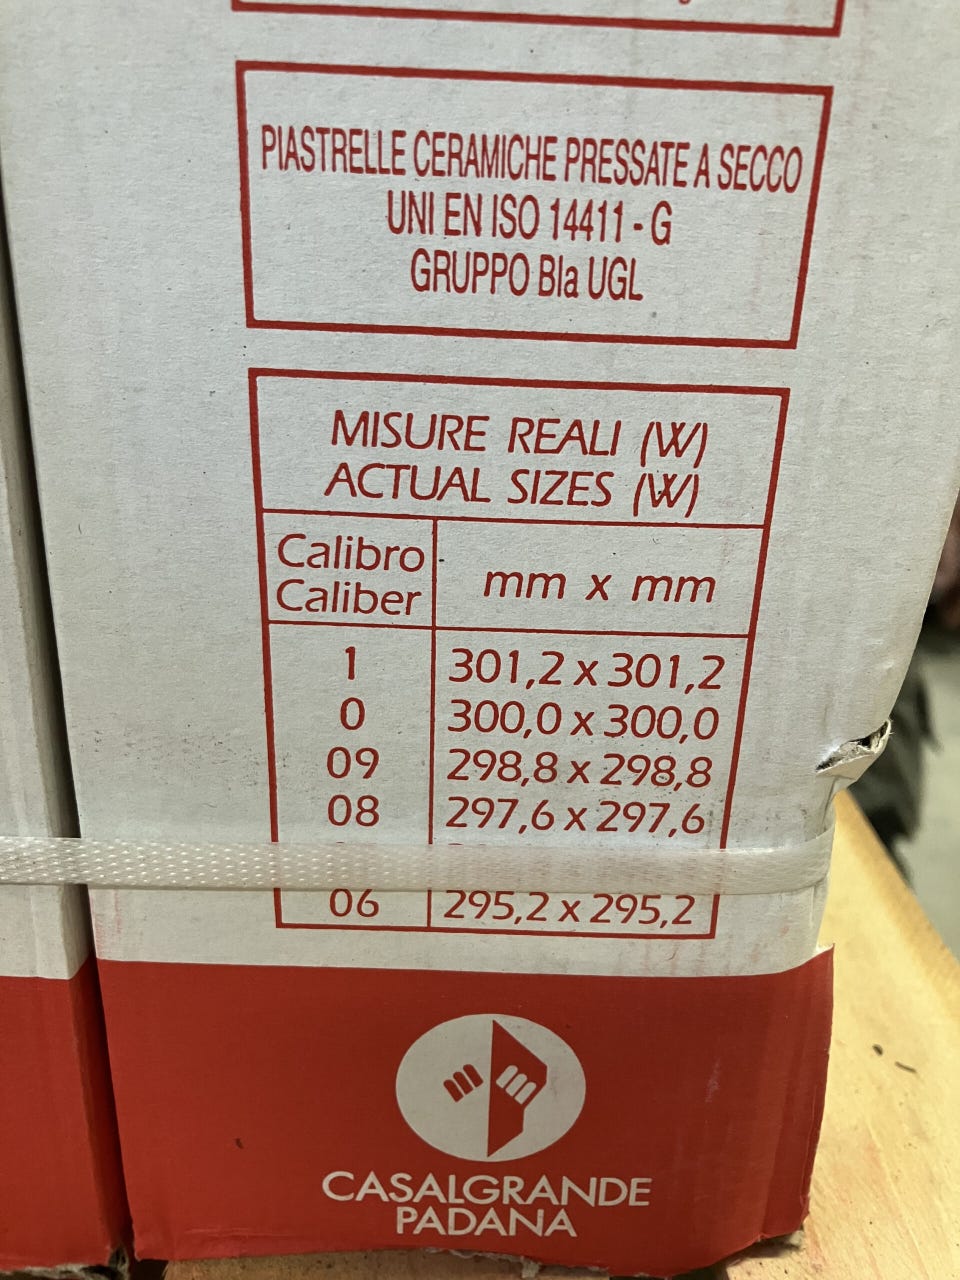 PIASTRELLE CERAMICHE PRESSATE A SECCO
UNI EN ISO 14411 - G
GRUPPO BIa UGL
MISURE REALI (W)
ACTUAL SIZES (W)
Calibro
Caliber
mm x mm
1 301,2 x 301,2
0 300,0 x 300,0
09 298,8 x 298,8
08 297,6 x 297,6
06 295,2 x 295,2
CASALGRANDE
PADANA